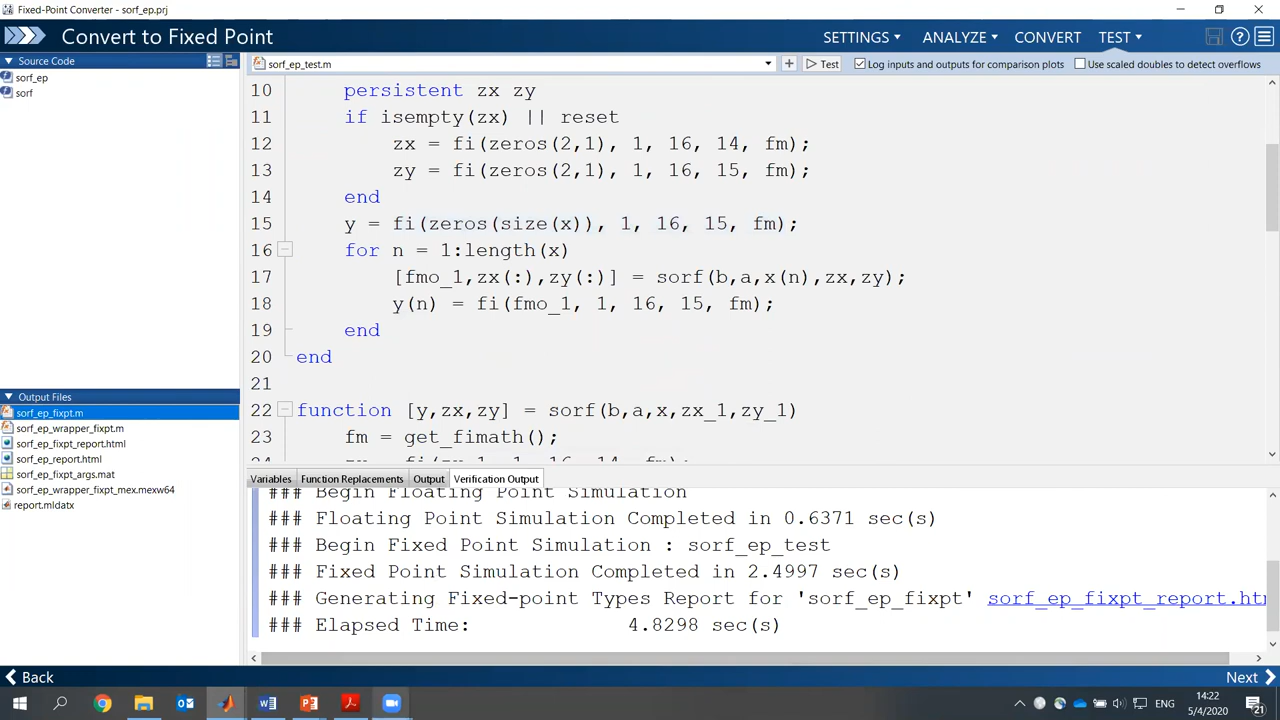 Fixed-Point Converter - sorf_ep.prj
Convert to Fixed Point
SETTINGS
ANALYZE
CONVERT
TEST
Source Code
sorf_ep
sorf
sorf_ep_test.m
Test
Log inputs and outputs for comparison plots
Use scaled doubles to detect overflows
10 persistent zx zy
11 if isempty(zx) || reset
12 zx = fi(zeros(2,1), 1, 16, 14, fm);
13 zy = fi(zeros(2,1), 1, 16, 15, fm);
14 end
15 y = fi(zeros(size(x)), 1, 16, 15, fm);
16 for n = 1:length(x)
17 [fmo_1,zx(:),zy(:)] = sorf(b,a,x(n),zx,zy);
18 y(n) = fi(fmo_1, 1, 16, 15, fm);
19 end
20 end
21
22 function [y,zx,zy] = sorf(b,a,x,zx_1,zy_1)
23 fm = get_fimath();
Output Files
sorf_ep_fixpt.m
sorf_ep_wrapper_fixpt.m
sorf_ep_fixpt_report.html
sorf_ep_report.html
sorf_ep_fixpt_args.mat
sorf_ep_wrapper_fixpt_mex.mexw64
report.mldatx
Variables
Function Replacements
Output
Verification Output
### Begin Floating Point Simulation
### Floating Point Simulation Completed in 0.6371 sec(s)
### Begin Fixed Point Simulation : sorf_ep_test
### Fixed Point Simulation Completed in 2.4997 sec(s)
### Generating Fixed-point Types Report for 'sorf_ep_fixpt' sorf_ep_fixpt_report.htm
### Elapsed Time: 4.8298 sec(s)
Back
Next
ENG
14:22
5/4/2020
21